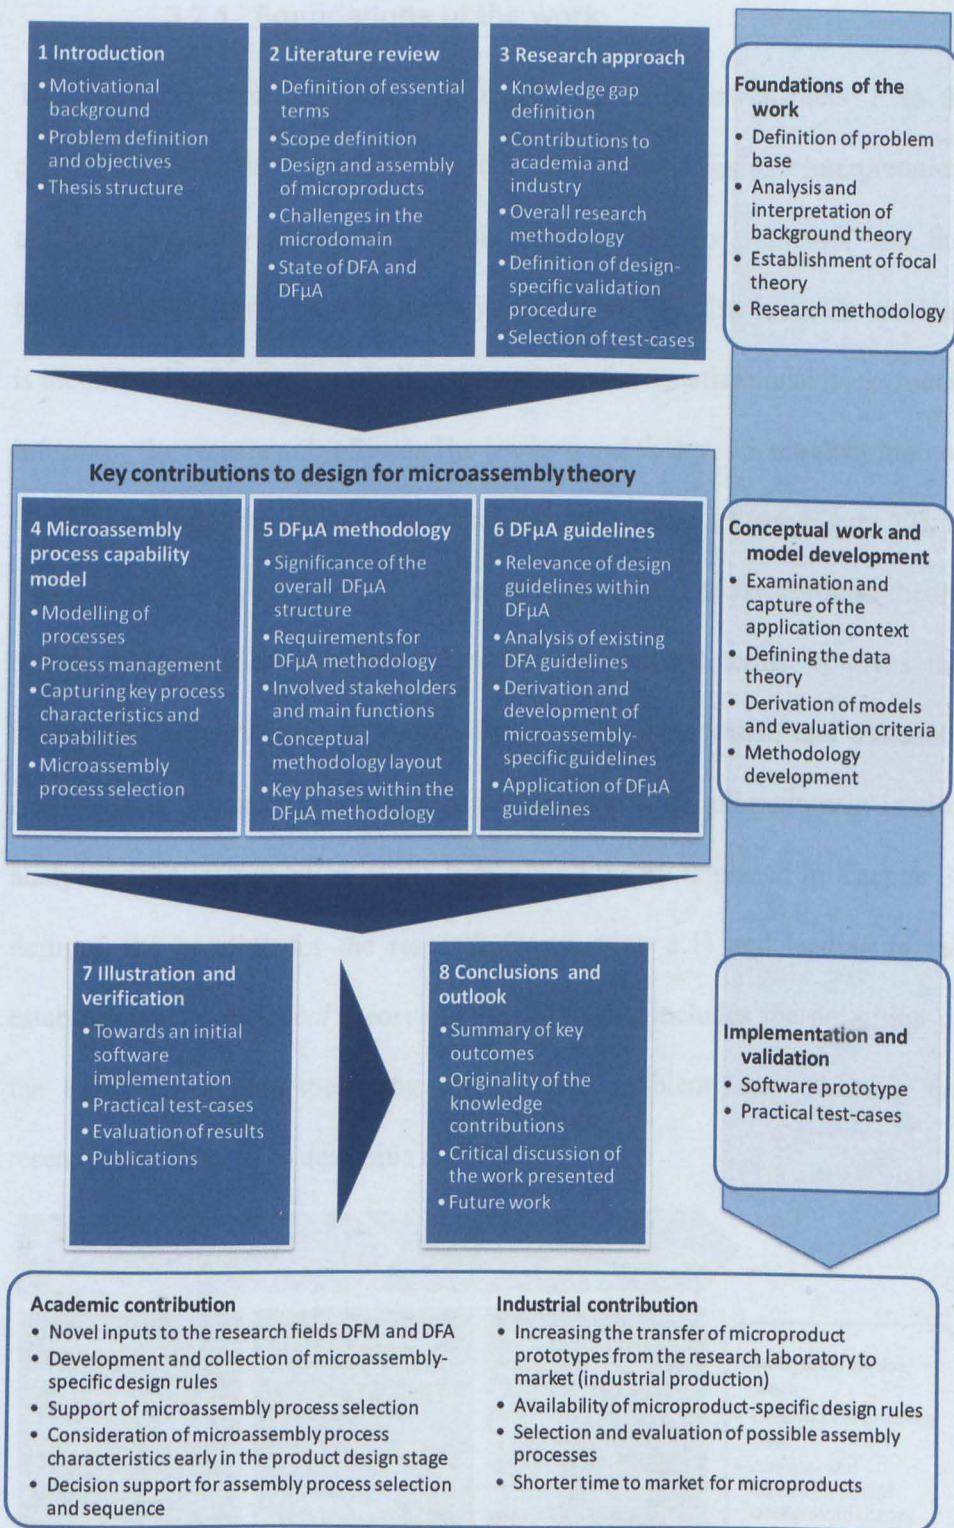 1 Introduction
• Motivational
background
• Problem definition
and objectives
• Thesis structure
2 Literature review
• Definition of essential
terms
• Scope definition
• Design and assembly
of microproducts
• Challenges in the
microdomain
• State of DFA and
DFµA
3 Research approach
• Knowledge gap
definition
• Contributions to
academia and
industry
• Overall research
methodology
• Definition of design-
specific validation
procedure
• Selection of test-cases
Foundations of the
work
• Definition of problem
base
• Analysis and
interpretation of
background theory
• Establishment of focal
theory
• Research methodology
Key contributions to design for microassembly theory
4 Microassembly
process capability
model
• Modelling of
processes
• Process management
• Capturing key process
characteristics and
capabilities
• Microassembly
process selection
5 DFµA methodology
• Significance of the
overall DFµA
structure
• Requirements for
DFµA methodology
• Involved stakeholders
and main functions
• Conceptual
methodology layout
• Key phases within the
DFµA methodology
6 DFµA guidelines
• Relevance of design
guidelines within
DFµA
• Analysis of existing
DFA guidelines
• Derivation and
development of
microassembly-
specific guidelines
• Application of DFµA
guidelines
Conceptual work and
model development
• Examination and
capture of the
application context
• Defining the data
theory
• Derivation of models
and evaluation criteria
• Methodology
development
7 Illustration and
verification
• Towards an initial
software
implementation
• Practical test-cases
• Evaluation of results
• Publications
8 Conclusions and
outlook
• Summary of key
outcomes
• Originality of the
knowledge
contributions
• Critical discussion of
the work presented
• Future work
Implementation and
validation
• Software prototype
• Practical test-cases
Academic contribution
• Novel inputs to the research fields DFM and DFA
• Development and collection of microassembly-
specific design rules
• Support of microassembly process selection
• Consideration of microassembly process
characteristics early in the product design stage
• Decision support for assembly process selection
and sequence
Industrial contribution
• Increasing the transfer of microproduct
prototypes from the research laboratory to
market (industrial production)
• Availability of microproduct-specific design rules
• Selection and evaluation of possible assembly
processes
• Shorter time to market for microproducts